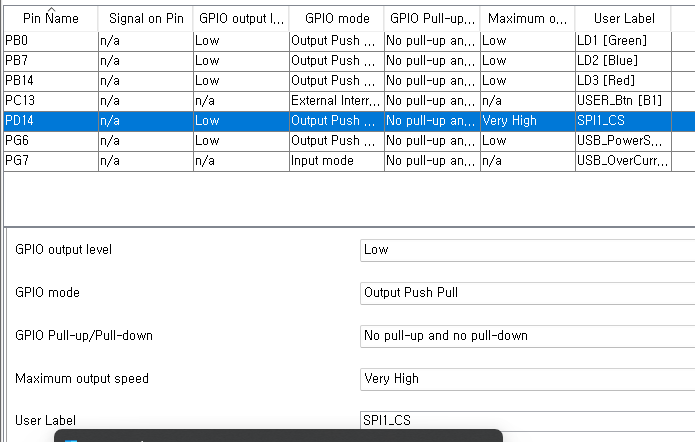 Pin Name Signal on Pin GPIO output l... GPIO mode GPIO Pull-up... Maximum o... User Label
PB0 n/a Low Output Push ... No pull-up an... Low LD1 [Green]
PB7 n/a Low Output Push ... No pull-up an... Low LD2 [Blue]
PB14 n/a Low Output Push ... No pull-up an... Low LD3 [Red]
PC13 n/a n/a External Interr... No pull-up an... n/a USER_Btn [B1]
PD14 n/a Low Output Push ... No pull-up an... Very High SPI1_CS
PG6 n/a Low Output Push ... No pull-up an... Low USB_PowerS...
PG7 n/a n/a Input mode No pull-up an... n/a USB_OverCurr...
GPIO output level Low
GPIO mode Output Push Pull
GPIO Pull-up/Pull-down No pull-up and no pull-down
Maximum output speed Very High
User Label SPI1_CS